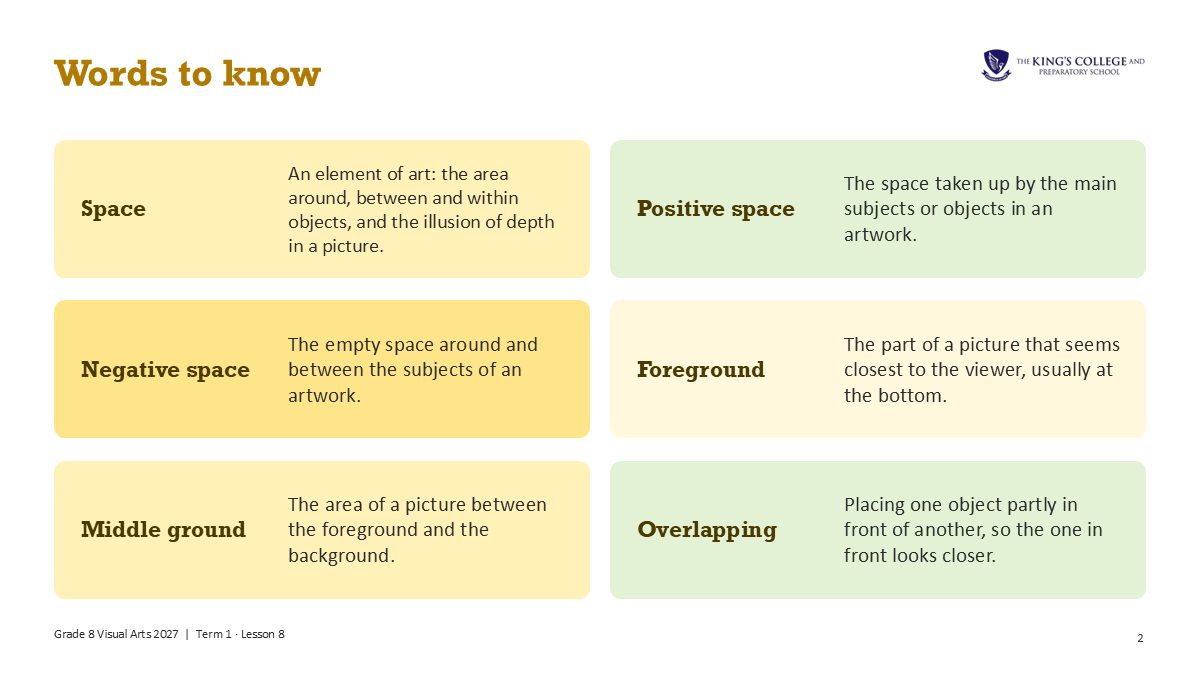 Words to know
THE KING'S COLLEGE AND
PREPARATORY SCHOOL
Space
An element of art: the area
around, between and within
objects, and the illusion of depth
in a picture.
Positive space
The space taken up by the main
subjects or objects in an
artwork.
Negative space
The empty space around and
between the subjects of an
artwork.
Foreground
The part of a picture that seems
closest to the viewer, usually at
the bottom.
Middle ground
The area of a picture between
the foreground and the
background.
Overlapping
Placing one object partly in
front of another, so the one in
front looks closer.
Grade 8 Visual Arts 2027 | Term 1 · Lesson 8
2